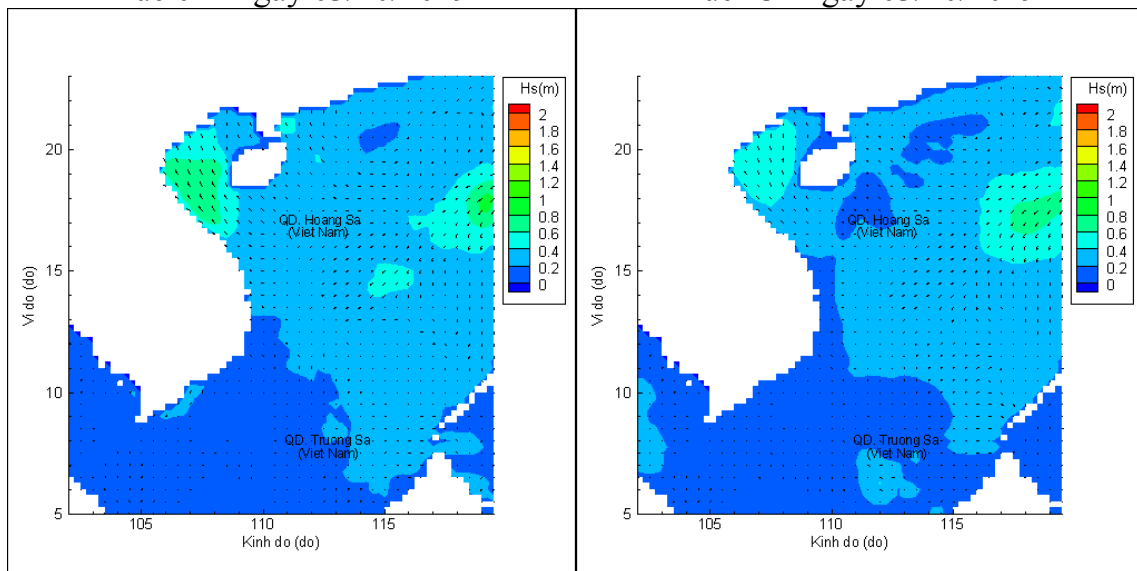 Hs(m)
2
1.8
1.6
1.4
1.2
1
0.8
0.6
0.4
0.2
0
20
15
10
5
Vi do (do)
QD. Hoang Sa
(Viet Nam)
QD. Truong Sa
(Viet Nam)
105
110
115
Kinh do (do)
Hs(m)
2
1.8
1.6
1.4
1.2
1
0.8
0.6
0.4
0.2
0
20
15
10
5
Vi do (do)
QD. Hoang Sa
(Viet Nam)
QD. Truong Sa
(Viet Nam)
105
110
115
Kinh do (do)